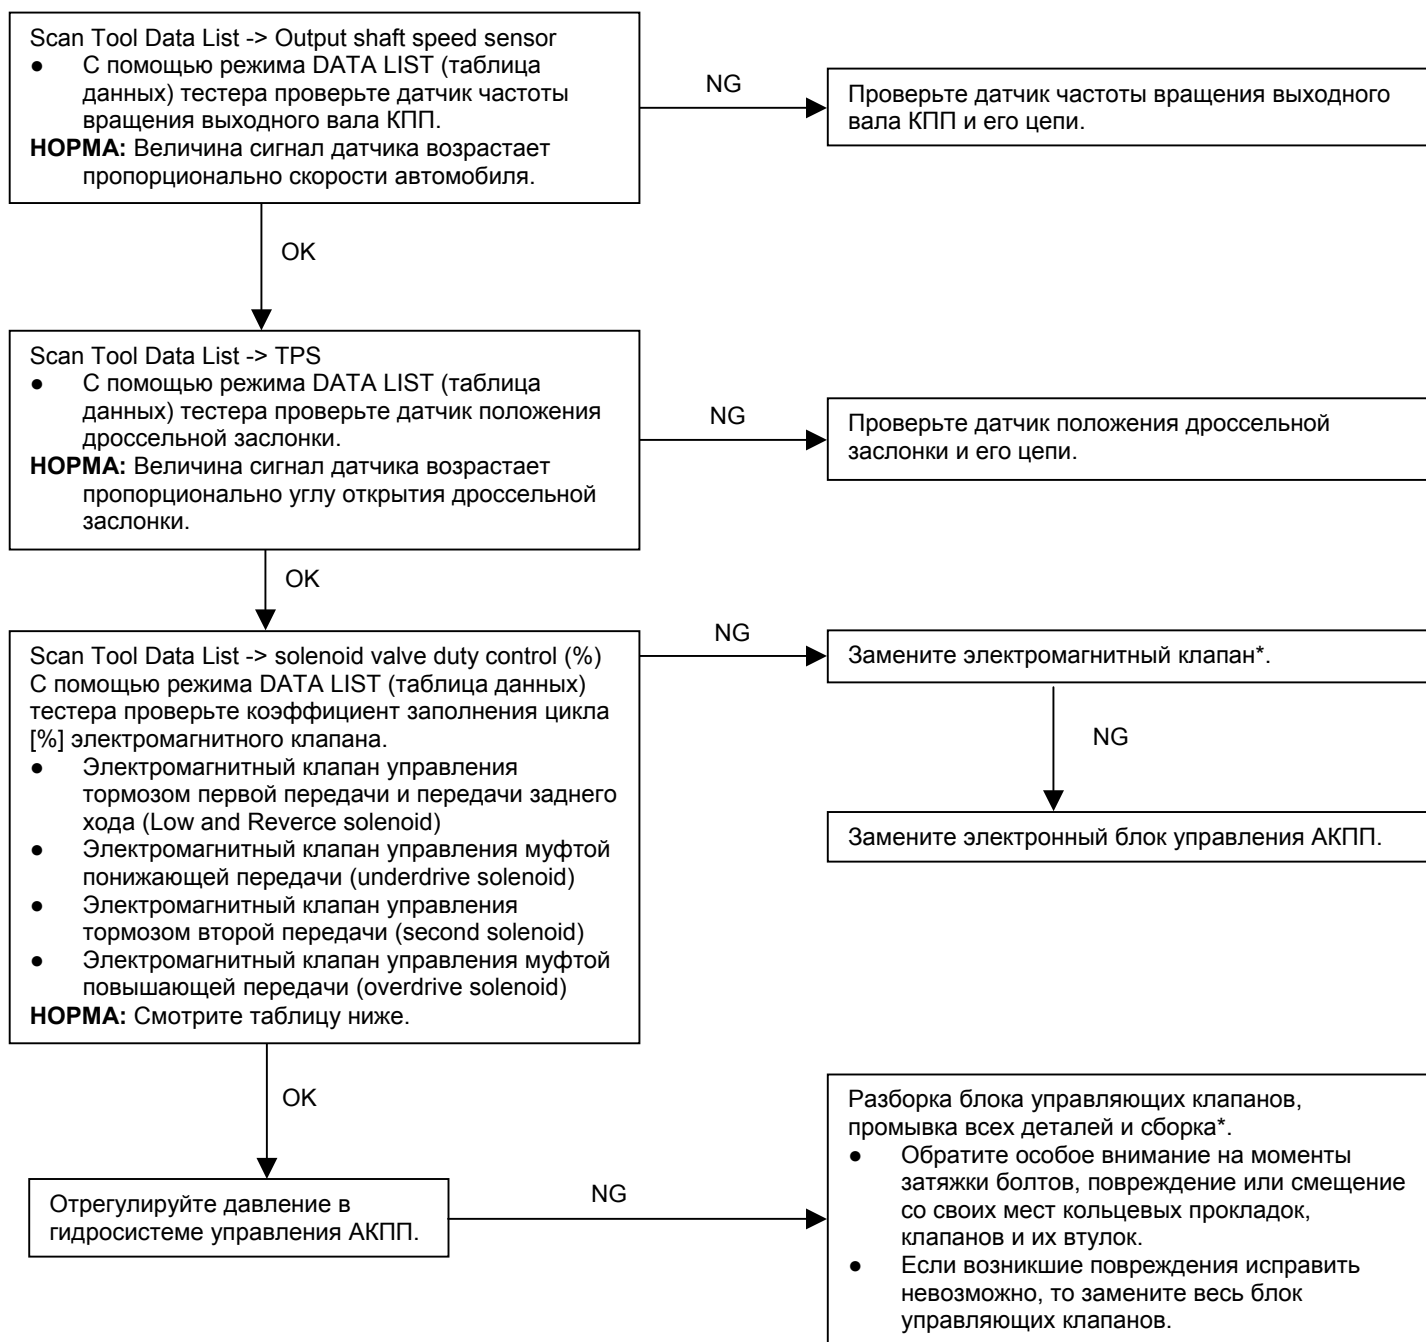 Scan Tool Data List -> Output shaft speed sensor
● С помощью режима DATA LIST (таблица
данных) тестера проверьте датчик частоты
вращения выходного вала КПП.
НОРМА: Величина сигнал датчика возрастает
пропорционально скорости автомобиля.
NG
Проверьте датчик частоты вращения выходного
вала КПП и его цепи.
OK
Scan Tool Data List -> TPS
● С помощью режима DATA LIST (таблица
данных) тестера проверьте датчик положения
дроссельной заслонки.
НОРМА: Величина сигнал датчика возрастает
пропорционально углу открытия дроссельной
заслонки.
NG
Проверьте датчик положения дроссельной
заслонки и его цепи.
OK
Scan Tool Data List -> solenoid valve duty control (%)
С помощью режима DATA LIST (таблица данных)
тестера проверьте коэффициент заполнения цикла
[%] электромагнитного клапана.
● Электромагнитный клапан управления
тормозом первой передачи и передачи заднего
хода (Low and Reverce solenoid)
● Электромагнитный клапан управления муфтой
понижающей передачи (underdrive solenoid)
● Электромагнитный клапан управления
тормозом второй передачи (second solenoid)
● Электромагнитный клапан управления муфтой
повышающей передачи (overdrive solenoid)
НОРМА: Смотрите таблицу ниже.
NG
Замените электромагнитный клапан*.
NG
Замените электронный блок управления АКПП.
OK
Отрегулируйте давление в
гидросистеме управления АКПП.
NG
Разборка блока управляющих клапанов,
промывка всех деталей и сборка*.
● Обратите особое внимание на моменты
затяжки болтов, повреждение или смещение
со своих мест кольцевых прокладок,
клапанов и их втулок.
● Если возникшие повреждения исправить
невозможно, то замените весь блок
управляющих клапанов.